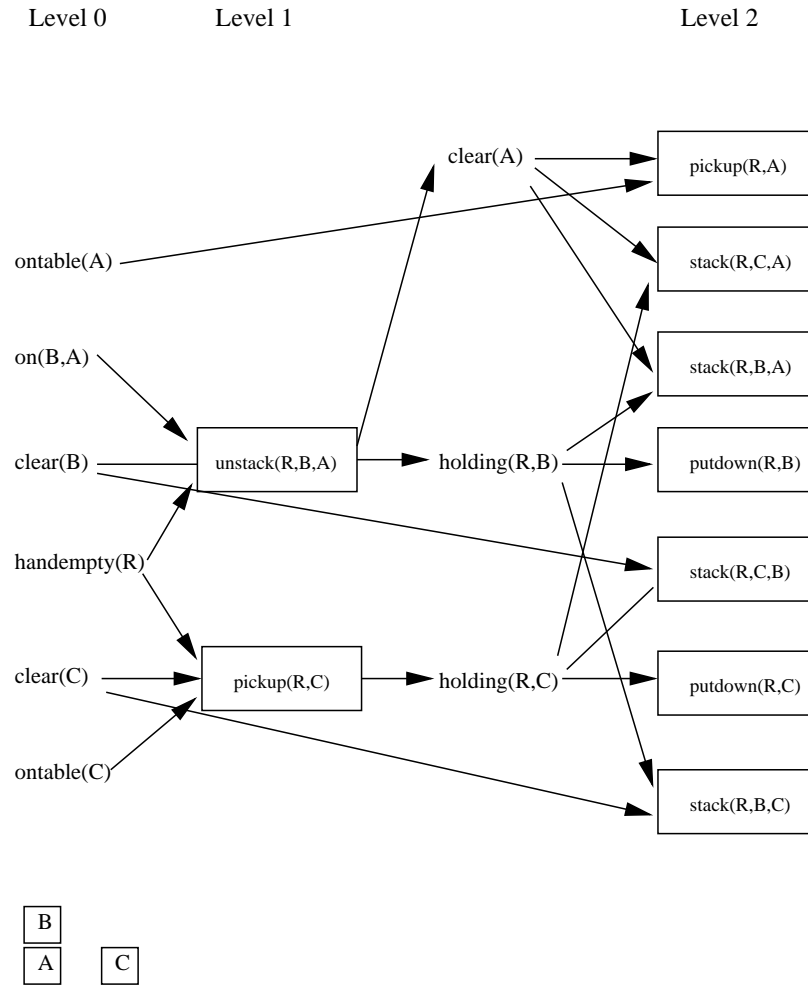 Level 0
Level 1
Level 2
clear(A)
pickup(R,A)
ontable(A)
stack(R,C,A)
on(B,A)
stack(R,B,A)
clear(B)
unstack(R,B,A)
holding(R,B)
putdown(R,B)
handempty(R)
stack(R,C,B)
clear(C)
pickup(R,C)
holding(R,C)
putdown(R,C)
ontable(C)
stack(R,B,C)
B
A
C